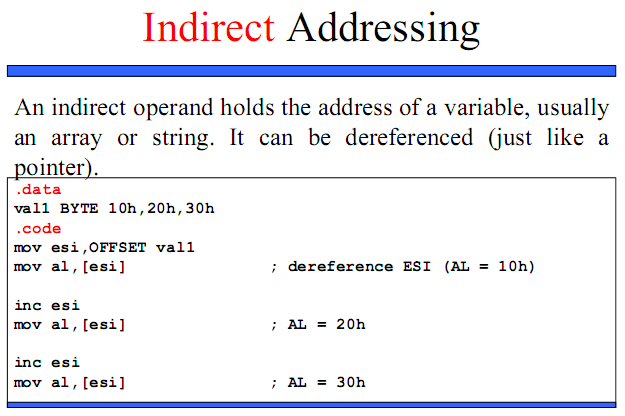 Indirect Addressing
An indirect operand holds the address of a variable, usually
an array or string. It can be dereferenced (just like a
pointer).
.data
val1 BYTE 10h,20h,30h
.code
mov esi,OFFSET val1
mov al,[esi] ; dereference ESI (AL = 10h)
inc esi
mov al,[esi] ; AL = 20h
inc esi
mov al,[esi] ; AL = 30h